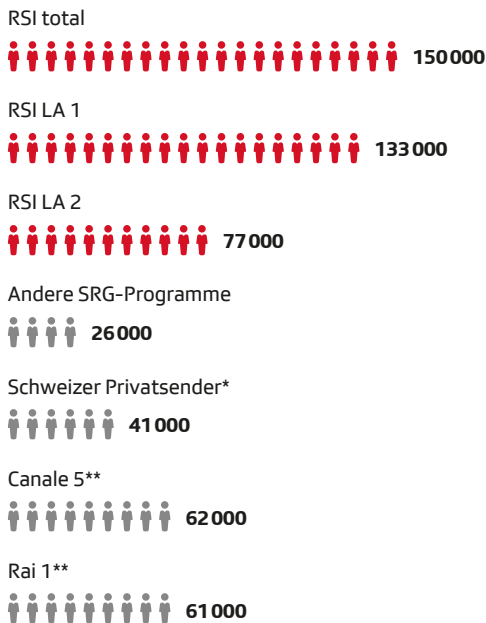 RSI total
150 000
RSI LA 1
133 000
RSI LA 2
77 000
Andere SRG-Programme
26 000
Schweizer Privatsender*
41 000
Canale 5**
62 000
Rai 1**
61 000